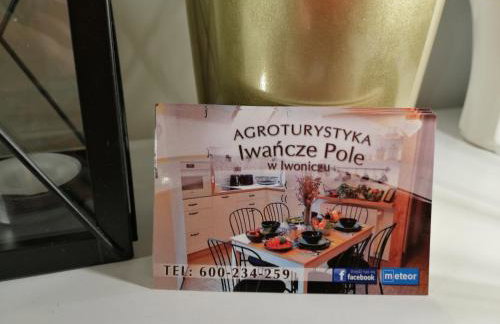 AGROTURYSTYKA
Iwańcze Pole
w Iwoniczu
TEL: 600-234-259
facebook
meteor